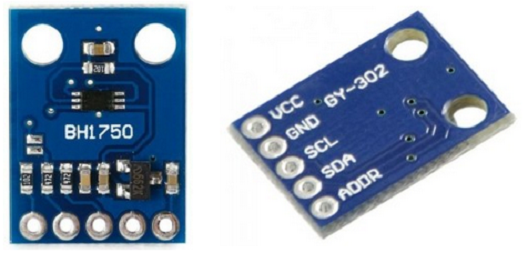 BH1750
VCC
GND
SCL
SDA
ADDR
GY-302